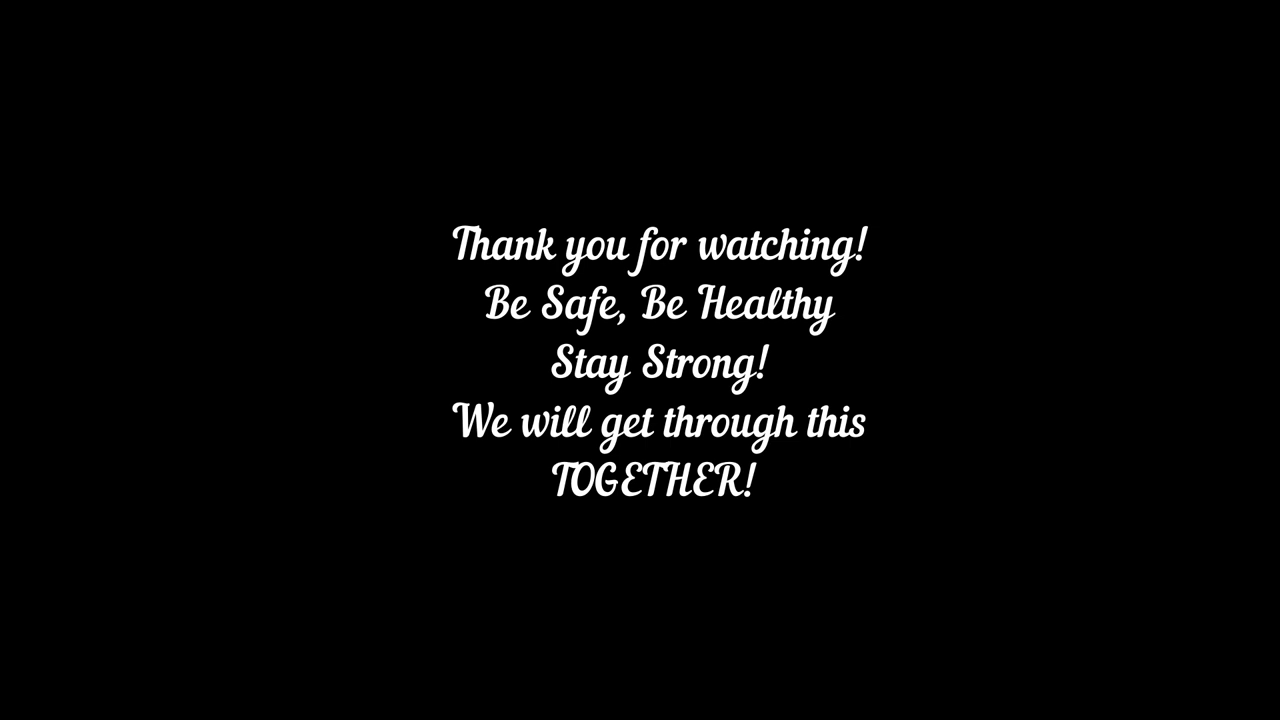 Thank you for watching!
Be Safe, Be Healthy
Stay Strong!
We will get through this
TOGETHER!